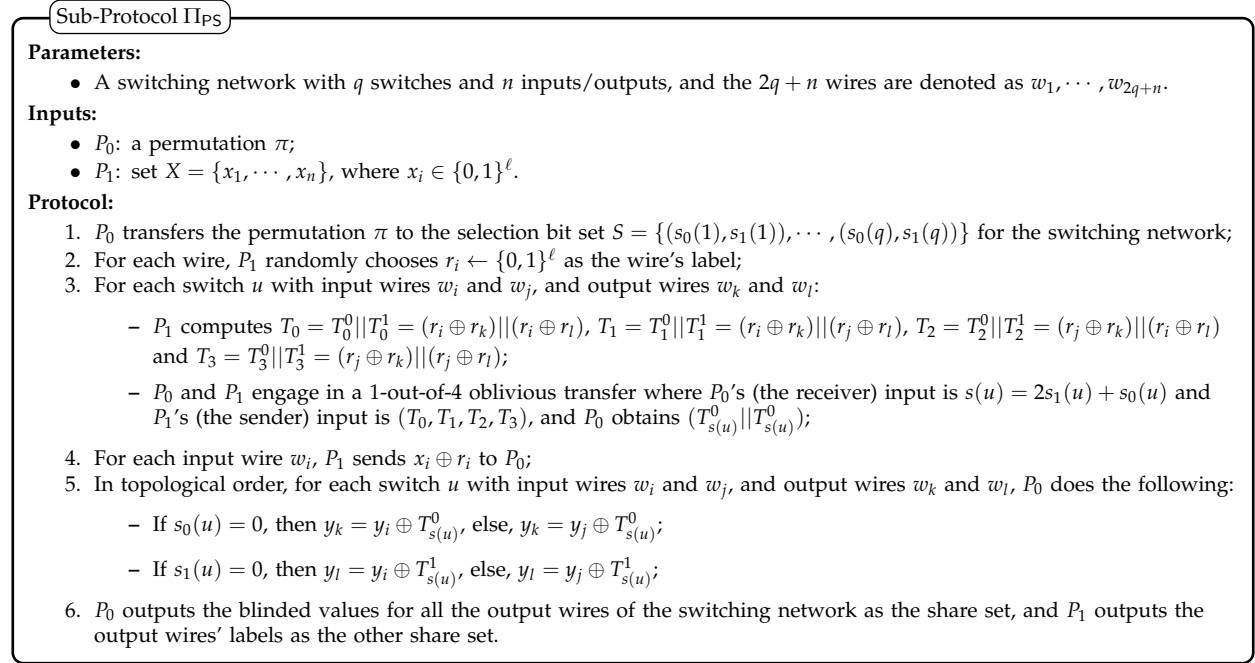 Sub-Protocol Π_PS
Parameters:
• A switching network with q switches and n inputs/outputs, and the 2q + n wires are denoted as w_1, ⋯ , w_{2q+n}.
Inputs:
• P_0: a permutation π;
• P_1: set X = {x_1, ⋯ , x_n}, where x_i ∈ {0, 1}^ℓ.
Protocol:
1. P_0 transfers the permutation π to the selection bit set S = {(s_0(1), s_1(1)), ⋯ , (s_0(q), s_1(q))} for the switching network;
2. For each wire, P_1 randomly chooses r_i ← {0, 1}^ℓ as the wire's label;
3. For each switch u with input wires w_i and w_j, and output wires w_k and w_l:
– P_1 computes T_0 = T_0^0||T_0^1 = (r_i ⊕ r_k)||(r_i ⊕ r_l), T_1 = T_1^0||T_1^1 = (r_i ⊕ r_k)||(r_j ⊕ r_l), T_2 = T_2^0||T_2^1 = (r_j ⊕ r_k)||(r_i ⊕ r_l)
and T_3 = T_3^0||T_3^1 = (r_j ⊕ r_k)||(r_j ⊕ r_l);
– P_0 and P_1 engage in a 1-out-of-4 oblivious transfer where P_0's (the receiver) input is s(u) = 2s_1(u) + s_0(u) and
P_1's (the sender) input is (T_0, T_1, T_2, T_3), and P_0 obtains (T_{s(u)}^0||T_{s(u)}^0);
4. For each input wire w_i, P_1 sends x_i ⊕ r_i to P_0;
5. In topological order, for each switch u with input wires w_i and w_j, and output wires w_k and w_l, P_0 does the following:
– If s_0(u) = 0, then y_k = y_i ⊕ T_{s(u)}^0, else, y_k = y_j ⊕ T_{s(u)}^0;
– If s_1(u) = 0, then y_l = y_i ⊕ T_{s(u)}^1, else, y_l = y_j ⊕ T_{s(u)}^1;
6. P_0 outputs the blinded values for all the output wires of the switching network as the share set, and P_1 outputs the
output wires' labels as the other share set.